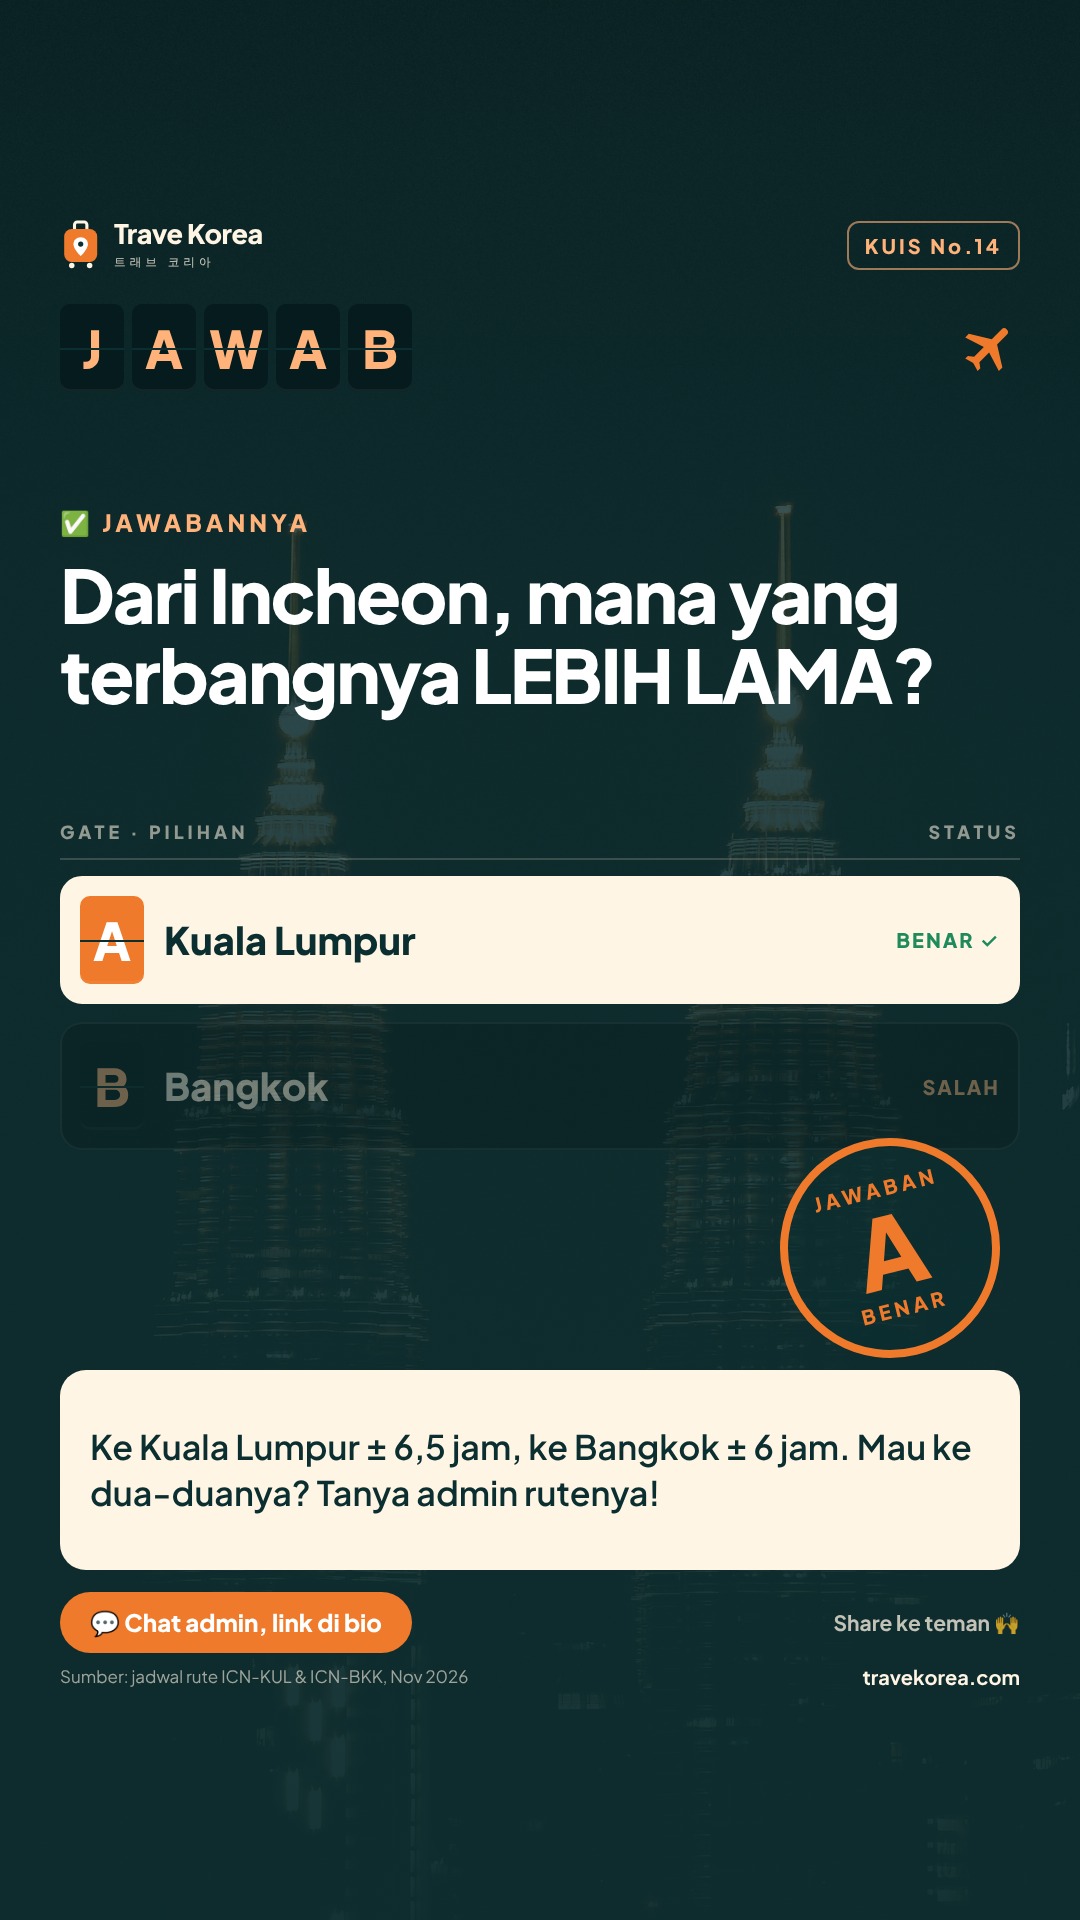 Trave Korea
트래브 코리아
KUIS No.14
JAWAB
✅ JAWABANNYA
Dari Incheon, mana yang
terbangnya LEBIH LAMA?
GATE · PILIHAN
STATUS
A Kuala Lumpur BENAR ✓
B Bangkok SALAH
JAWABAN
A
BENAR
Ke Kuala Lumpur ± 6,5 jam, ke Bangkok ± 6 jam. Mau ke
dua-duanya? Tanya admin rutenya!
💬 Chat admin, link di bio
Share ke teman 🙌
Sumber: jadwal rute ICN-KUL & ICN-BKK, Nov 2026
travekorea.com